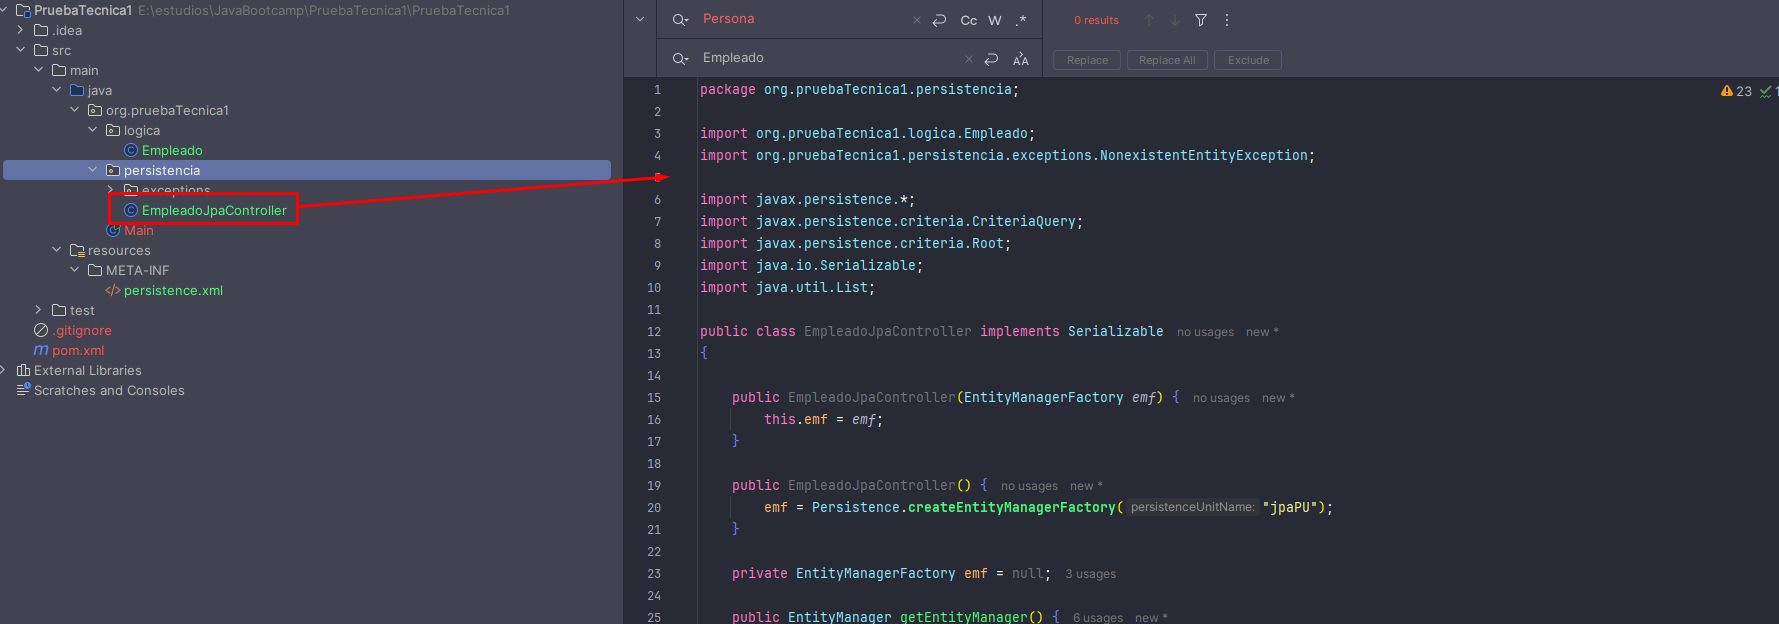 PruebaTecnica1 E:\estudios\JavaBootcamp\PruebaTecnica1\PruebaTecnica1
.idea
src
main
java
org.pruebaTecnica1
logica
Empleado
persistencia
exceptions
EmpleadoJpaController
Main
resources
META-INF
persistence.xml
test
.gitignore
pom.xml
External Libraries
Scratches and Consoles
Persona Cc W .* 0 results
Empleado Replace Replace All Exclude
23 1
1 package org.pruebaTecnica1.persistencia;
2
3 import org.pruebaTecnica1.logica.Empleado;
4 import org.pruebaTecnica1.persistencia.exceptions.NonexistentEntityException;
5
6 import javax.persistence.*;
7 import javax.persistence.criteria.CriteriaQuery;
8 import javax.persistence.criteria.Root;
9 import java.io.Serializable;
10 import java.util.List;
11
12 public class EmpleadoJpaController implements Serializable no usages new *
13 {
14
15 public EmpleadoJpaController(EntityManagerFactory emf) { no usages new *
16 this.emf = emf;
17 }
18
19 public EmpleadoJpaController() { no usages new *
20 emf = Persistence.createEntityManagerFactory( persistenceUnitName: "jpaPU");
21 }
22
23 private EntityManagerFactory emf = null; 3 usages
24
25 public EntityManager getEntityManager() { 6 usages new *